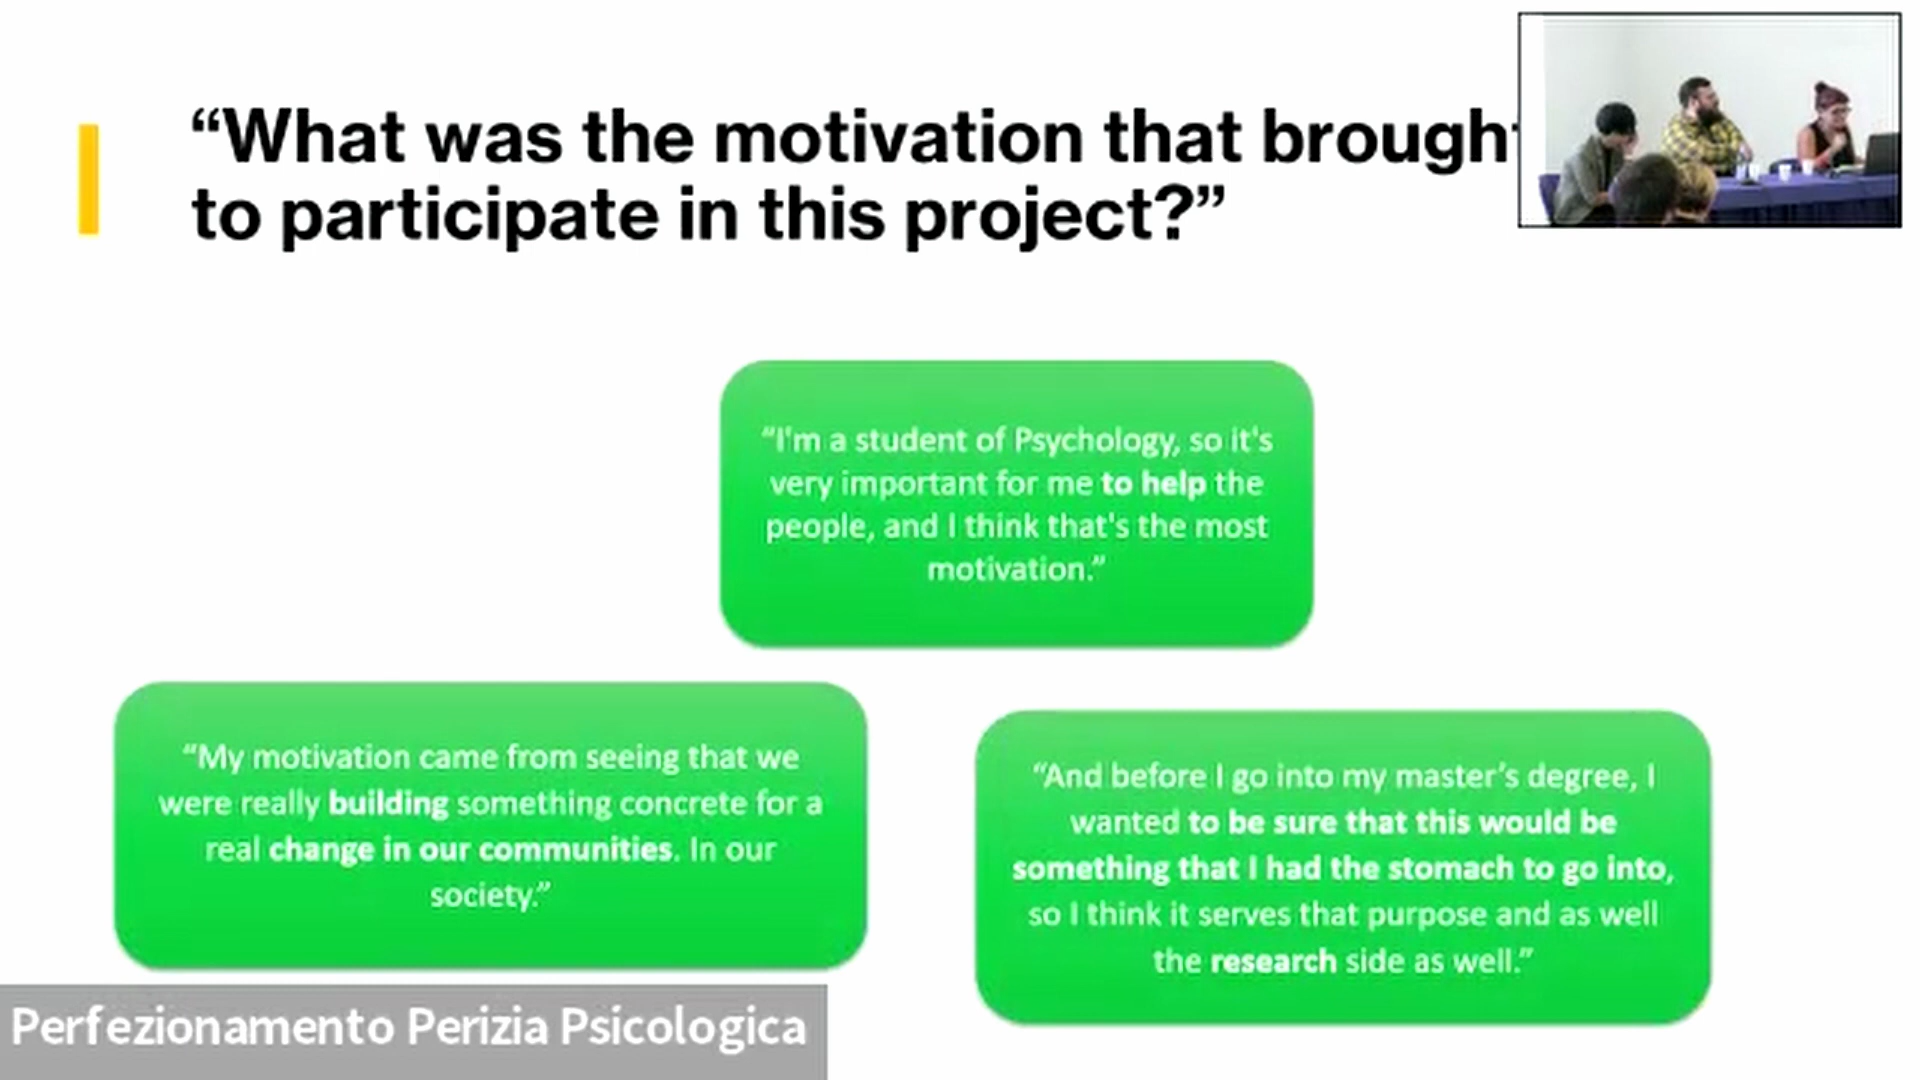 “What was the motivation that brought
to participate in this project?”
“I'm a student of Psychology, so it's
very important for me to help the
people, and I think that's the most
motivation.”
“My motivation came from seeing that we
were really building something concrete for a
real change in our communities. In our
society.”
“And before I go into my master’s degree, I
wanted to be sure that this would be
something that I had the stomach to go into,
so I think it serves that purpose and as well
the research side as well.”
Perfezionamento Perizia Psicologica